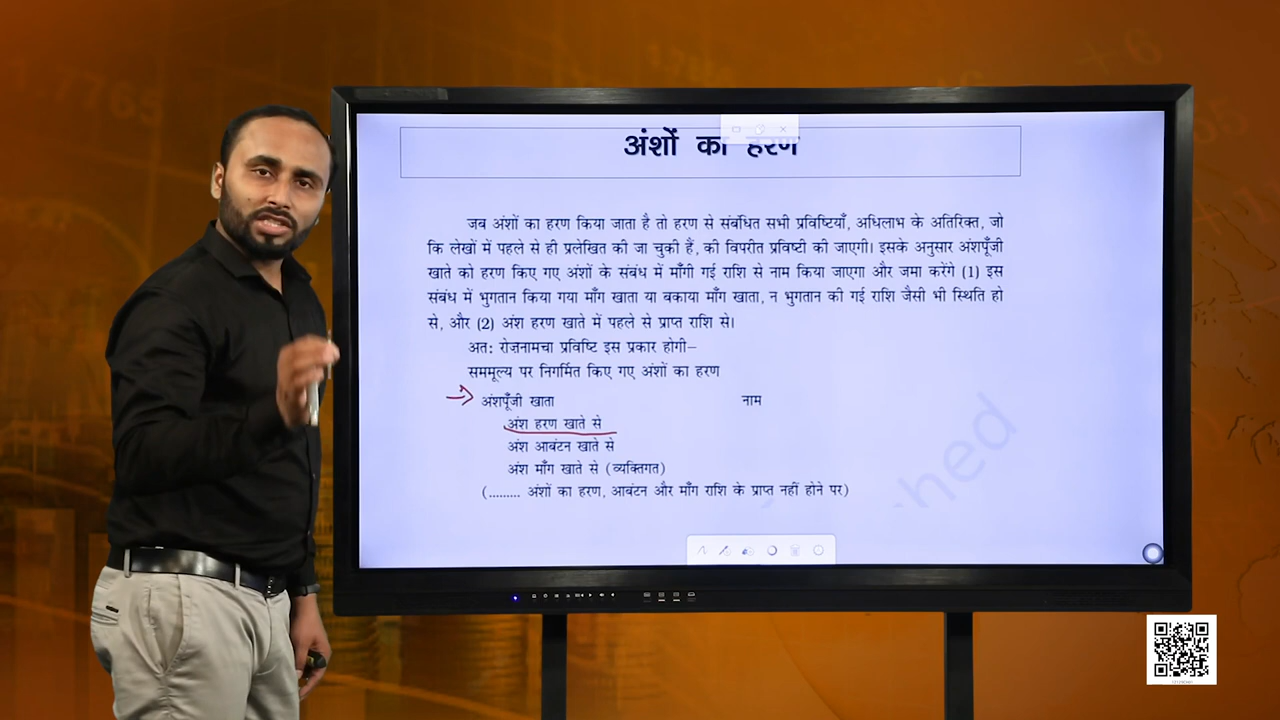 अंशों का हरण
जब अंशों का हरण किया जाता है तो हरण से संबंधित सभी प्रविष्टियाँ, अधिलाभ के अतिरिक्त, जो
कि लेखों में पहले से ही प्रलेखित की जा चुकी हैं, की विपरीत प्रविष्टी की जाएगी। इसके अनुसार अंशपूँजी
खाते को हरण किए गए अंशों के संबंध में माँगी गई राशि से नाम किया जाएगा और जमा करेंगे (1) इस
संबंध में भुगतान किया गया माँग खाता या बकाया माँग खाता, न भुगतान की गई राशि जैसी भी स्थिति हो
से, और (2) अंश हरण खाते में पहले से प्राप्त राशि से।
अत: रोजनामचा प्रविष्टि इस प्रकार होगी–
सममूल्य पर निर्गमित किए गए अंशों का हरण
अंशपूँजी खाता नाम
अंश हरण खाते से
अंश आबंटन खाते से
अंश माँग खाते से (व्यक्तिगत)
(......... अंशों का हरण, आबंटन और माँग राशि के प्राप्त नहीं होने पर)